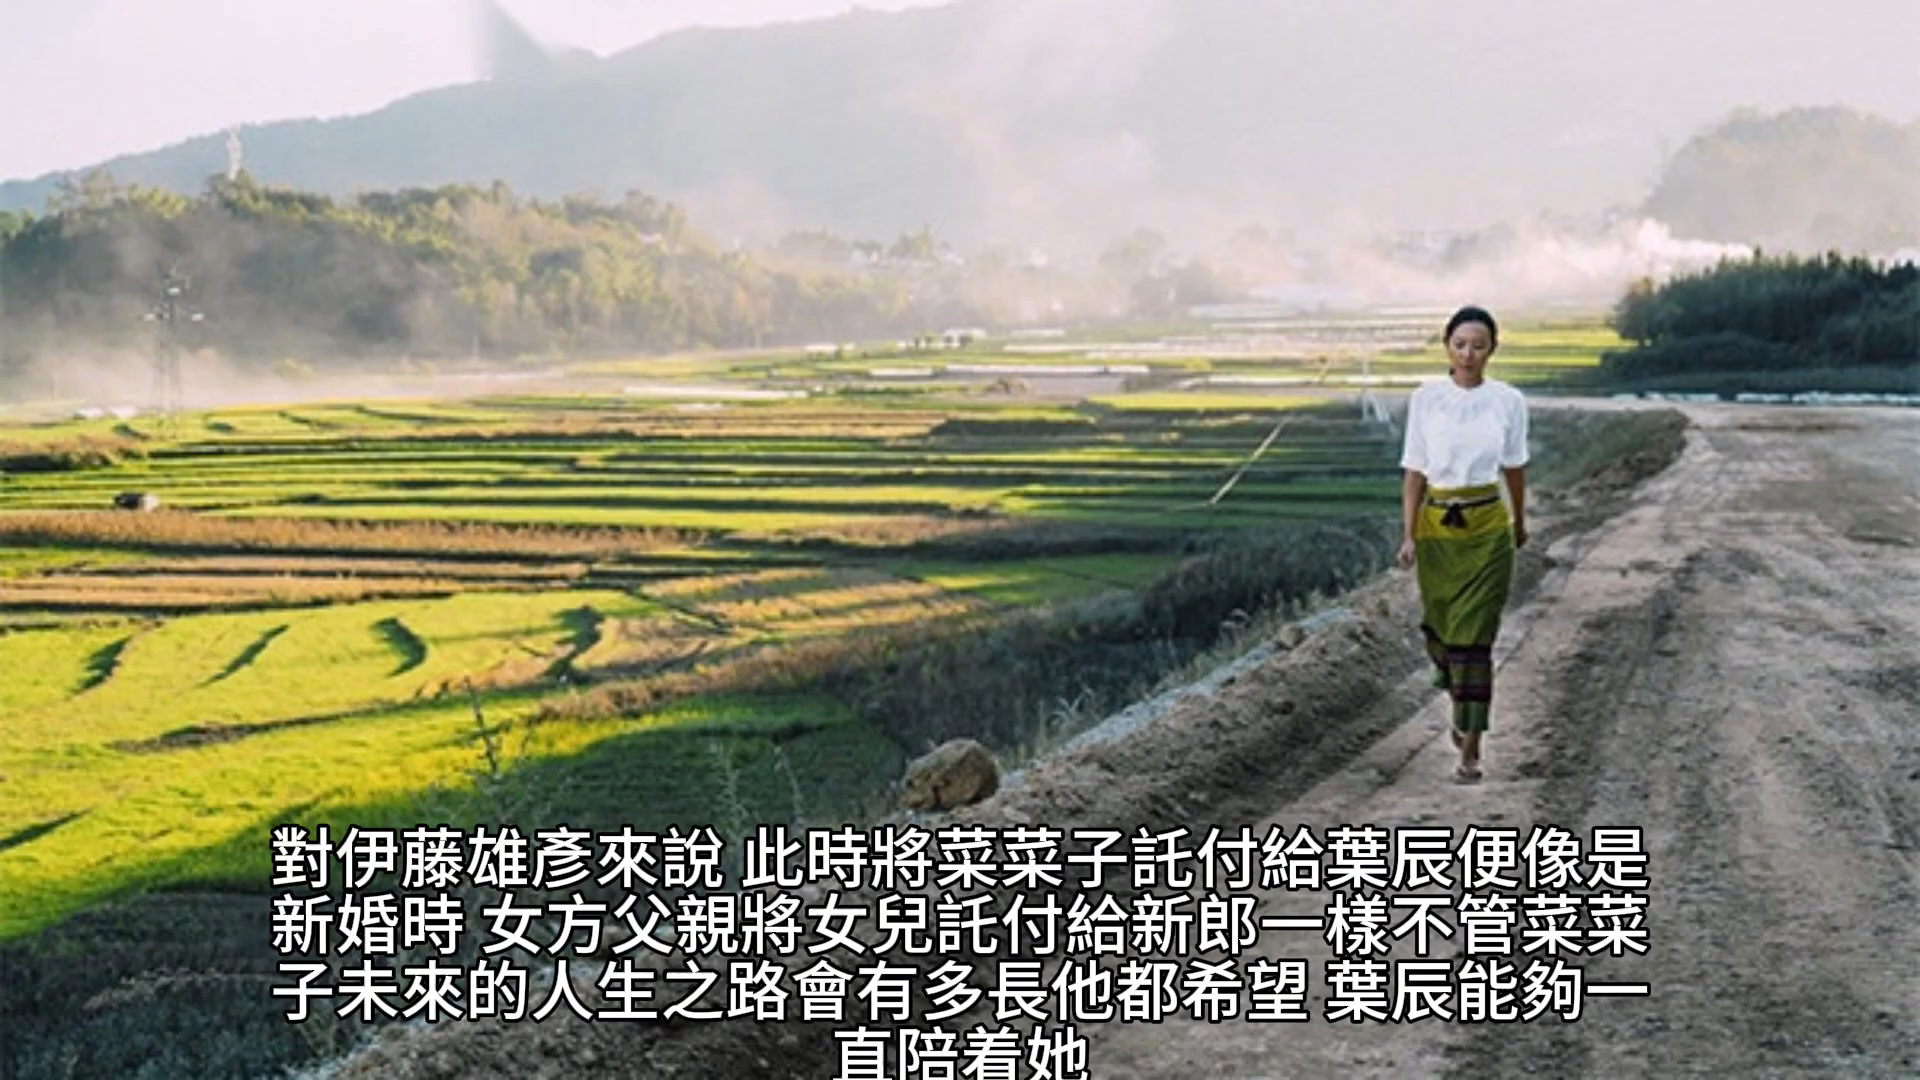 對伊藤雄彥來說 此時將菜菜子託付給葉辰便像是
新婚時 女方父親將女兒託付給新郎一樣不管菜菜
子未來的人生之路會有多長他都希望 葉辰能夠一
直陪着她